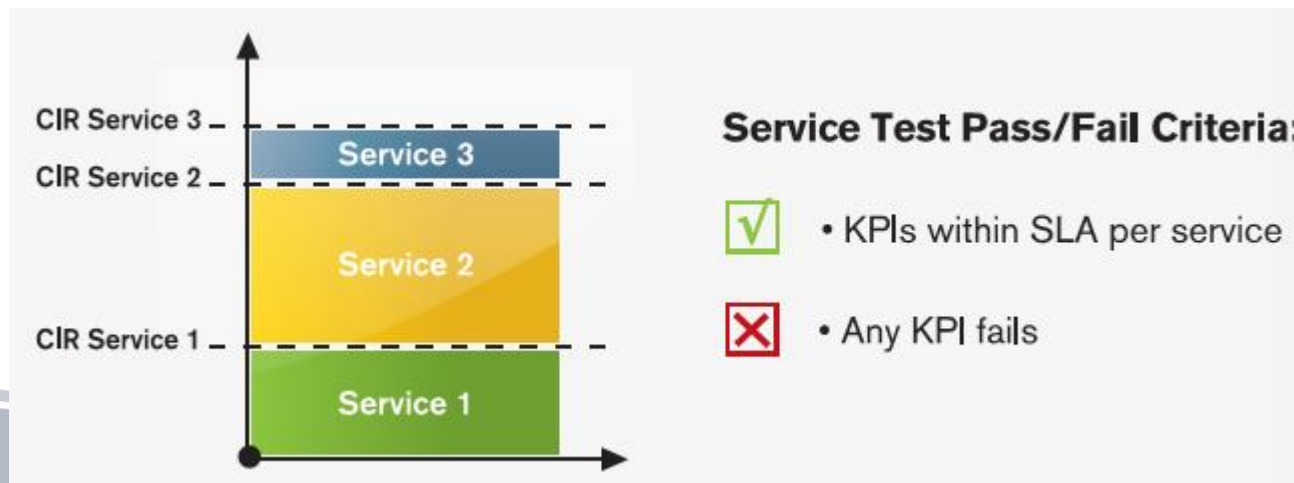 CIR Service 3
Service 3
CIR Service 2
Service 2
CIR Service 1
Service 1
Service Test Pass/Fail Criteria:
√ • KPIs within SLA per service
X • Any KPI fails